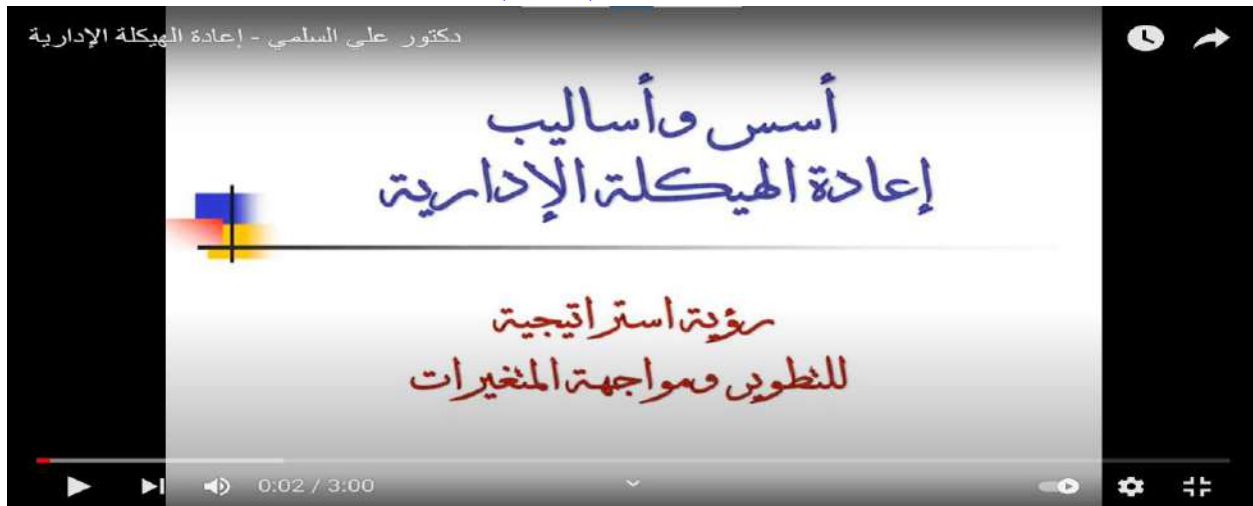 دكتور علي السلمي - إعادة الهيكلة الإدارية
أسس وأساليب
إعادة الهيكلة الإدارية
رؤية استراتيجية
للتطوير ومواجهة المتغيرات
0:02 / 3:00